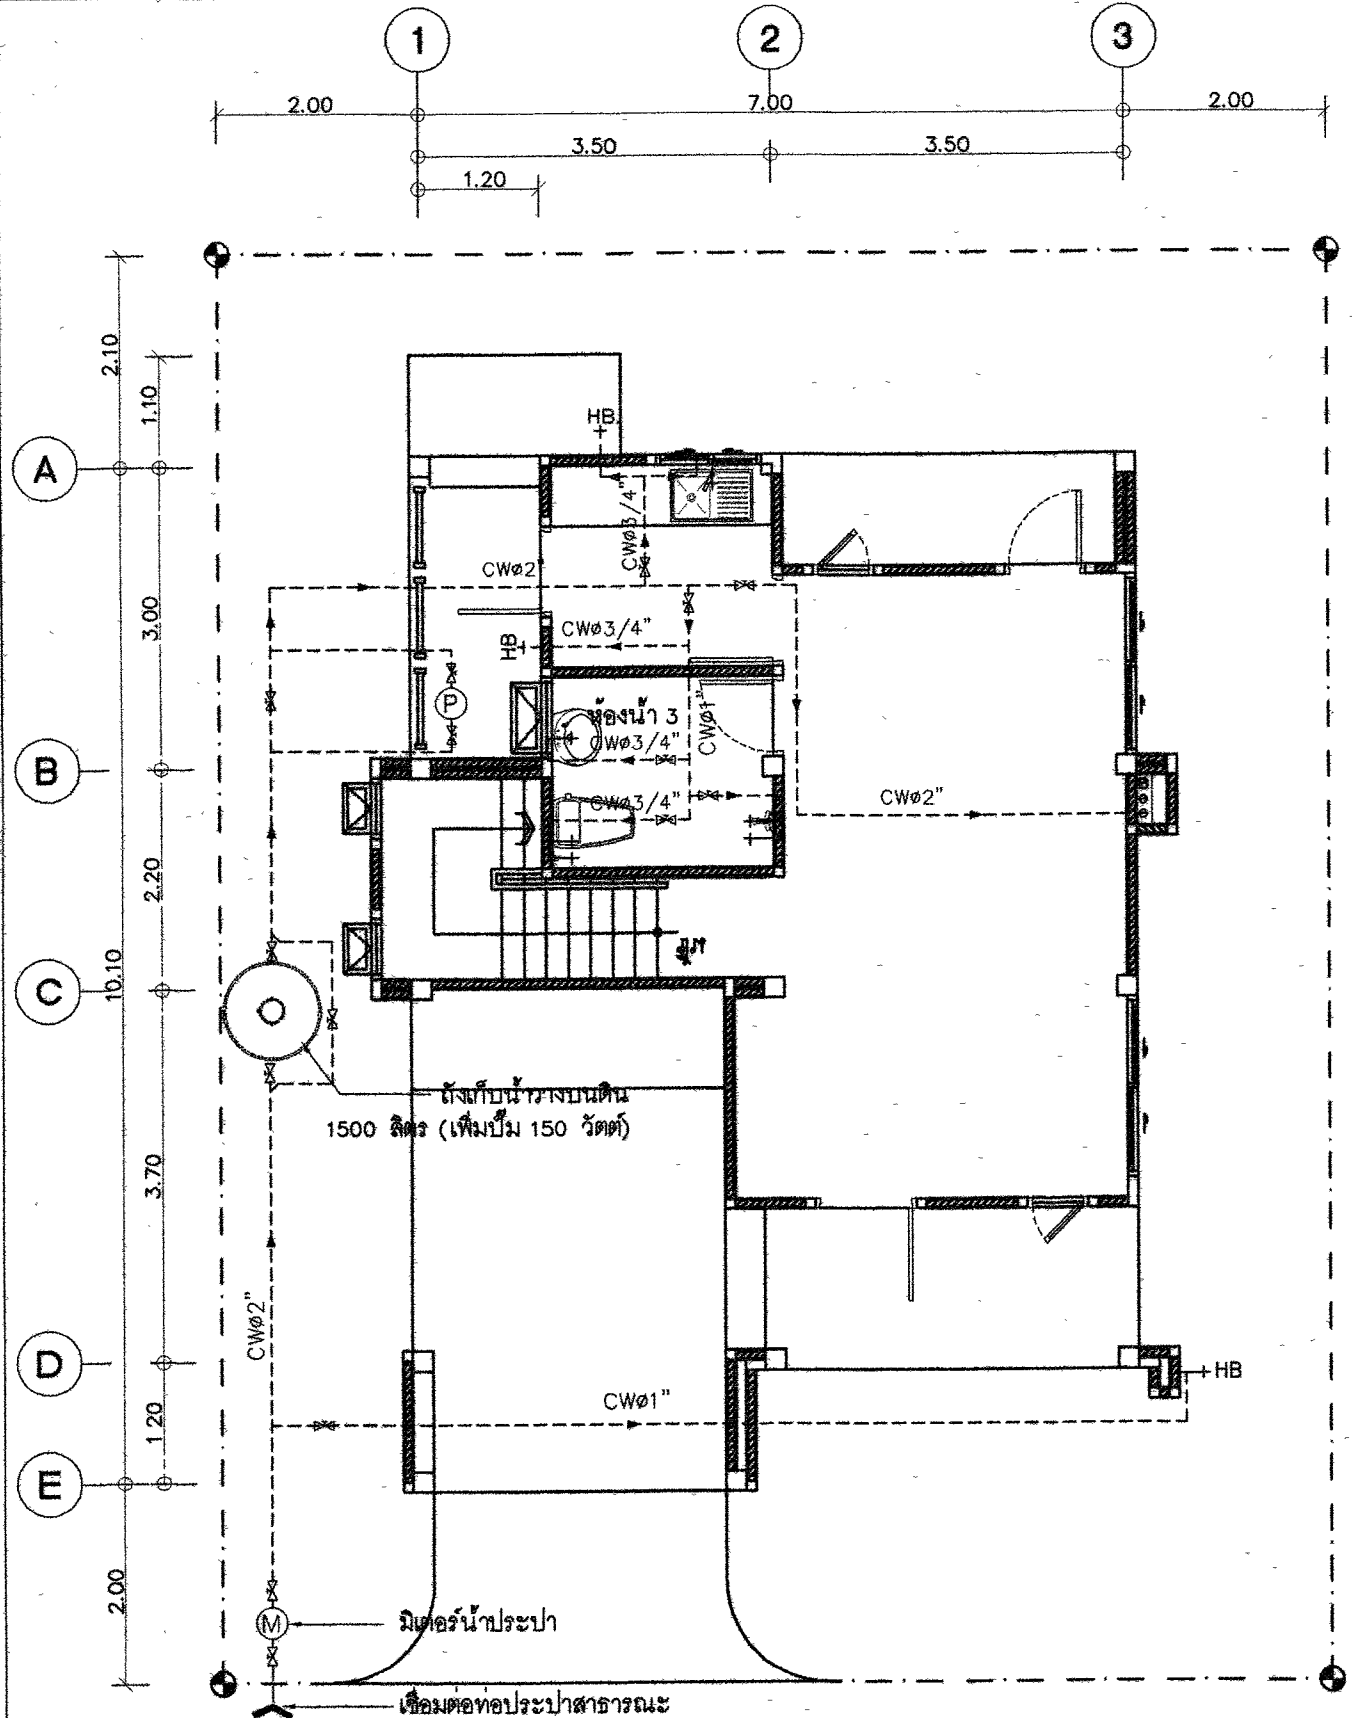 1
2
3
2.00
7.00
2.00
3.50
3.50
1.20
2.10
1.10
HB.
A
CWø3/4"
CWø2
3.00
CWø3/4"
HB
P
CWø1"
ห้องน้ำ 3
CWø3/4"
B
CWø3/4"
CWø2"
2.20
ขึ้น
10.10
C
ถังเก็บน้ำวางบนดิน
1500 ลิตร (เพิ่มปั๊ม 150 วัตต์)
3.70
CWø2"
D
HB
CWø1"
1.20
E
2.00
M
มิเตอร์น้ำประปา
เชื่อมต่อท่อประปาสาธารณะ